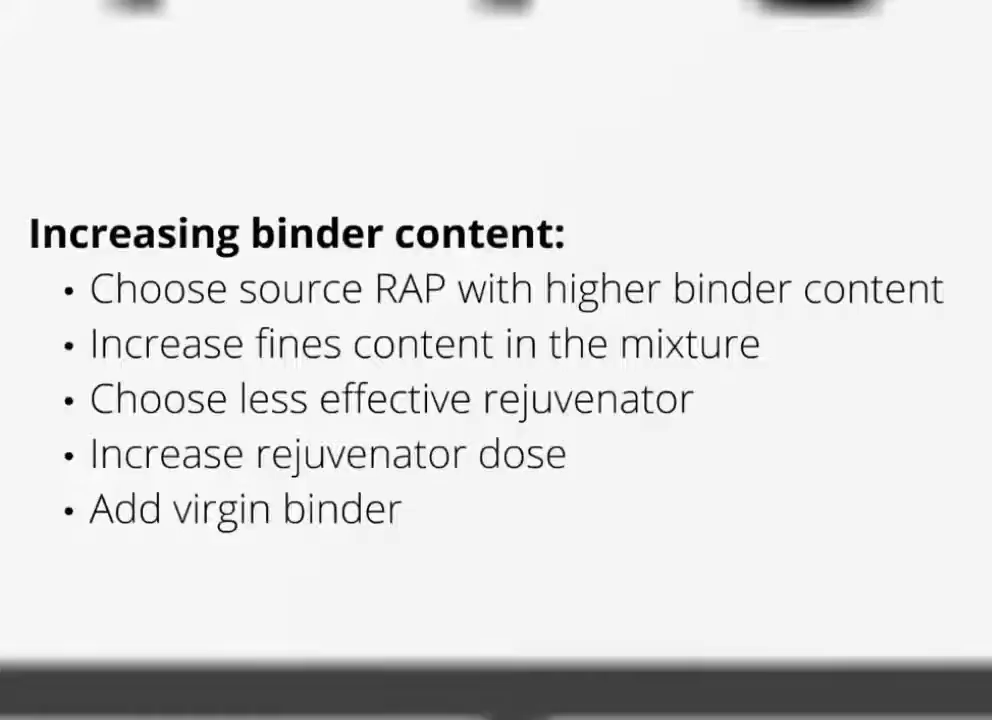 Increasing binder content:
• Choose source RAP with higher binder content
• Increase fines content in the mixture
• Choose less effective rejuvenator
• Increase rejuvenator dose
• Add virgin binder